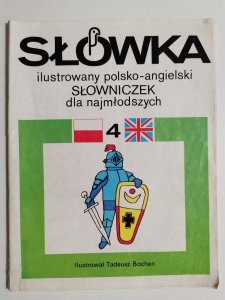 SŁÓWKA
ilustrowany polsko-angielski
SŁOWNICZEK
dla najmłodszych
4
Ilustrował Tadeusz Bochen